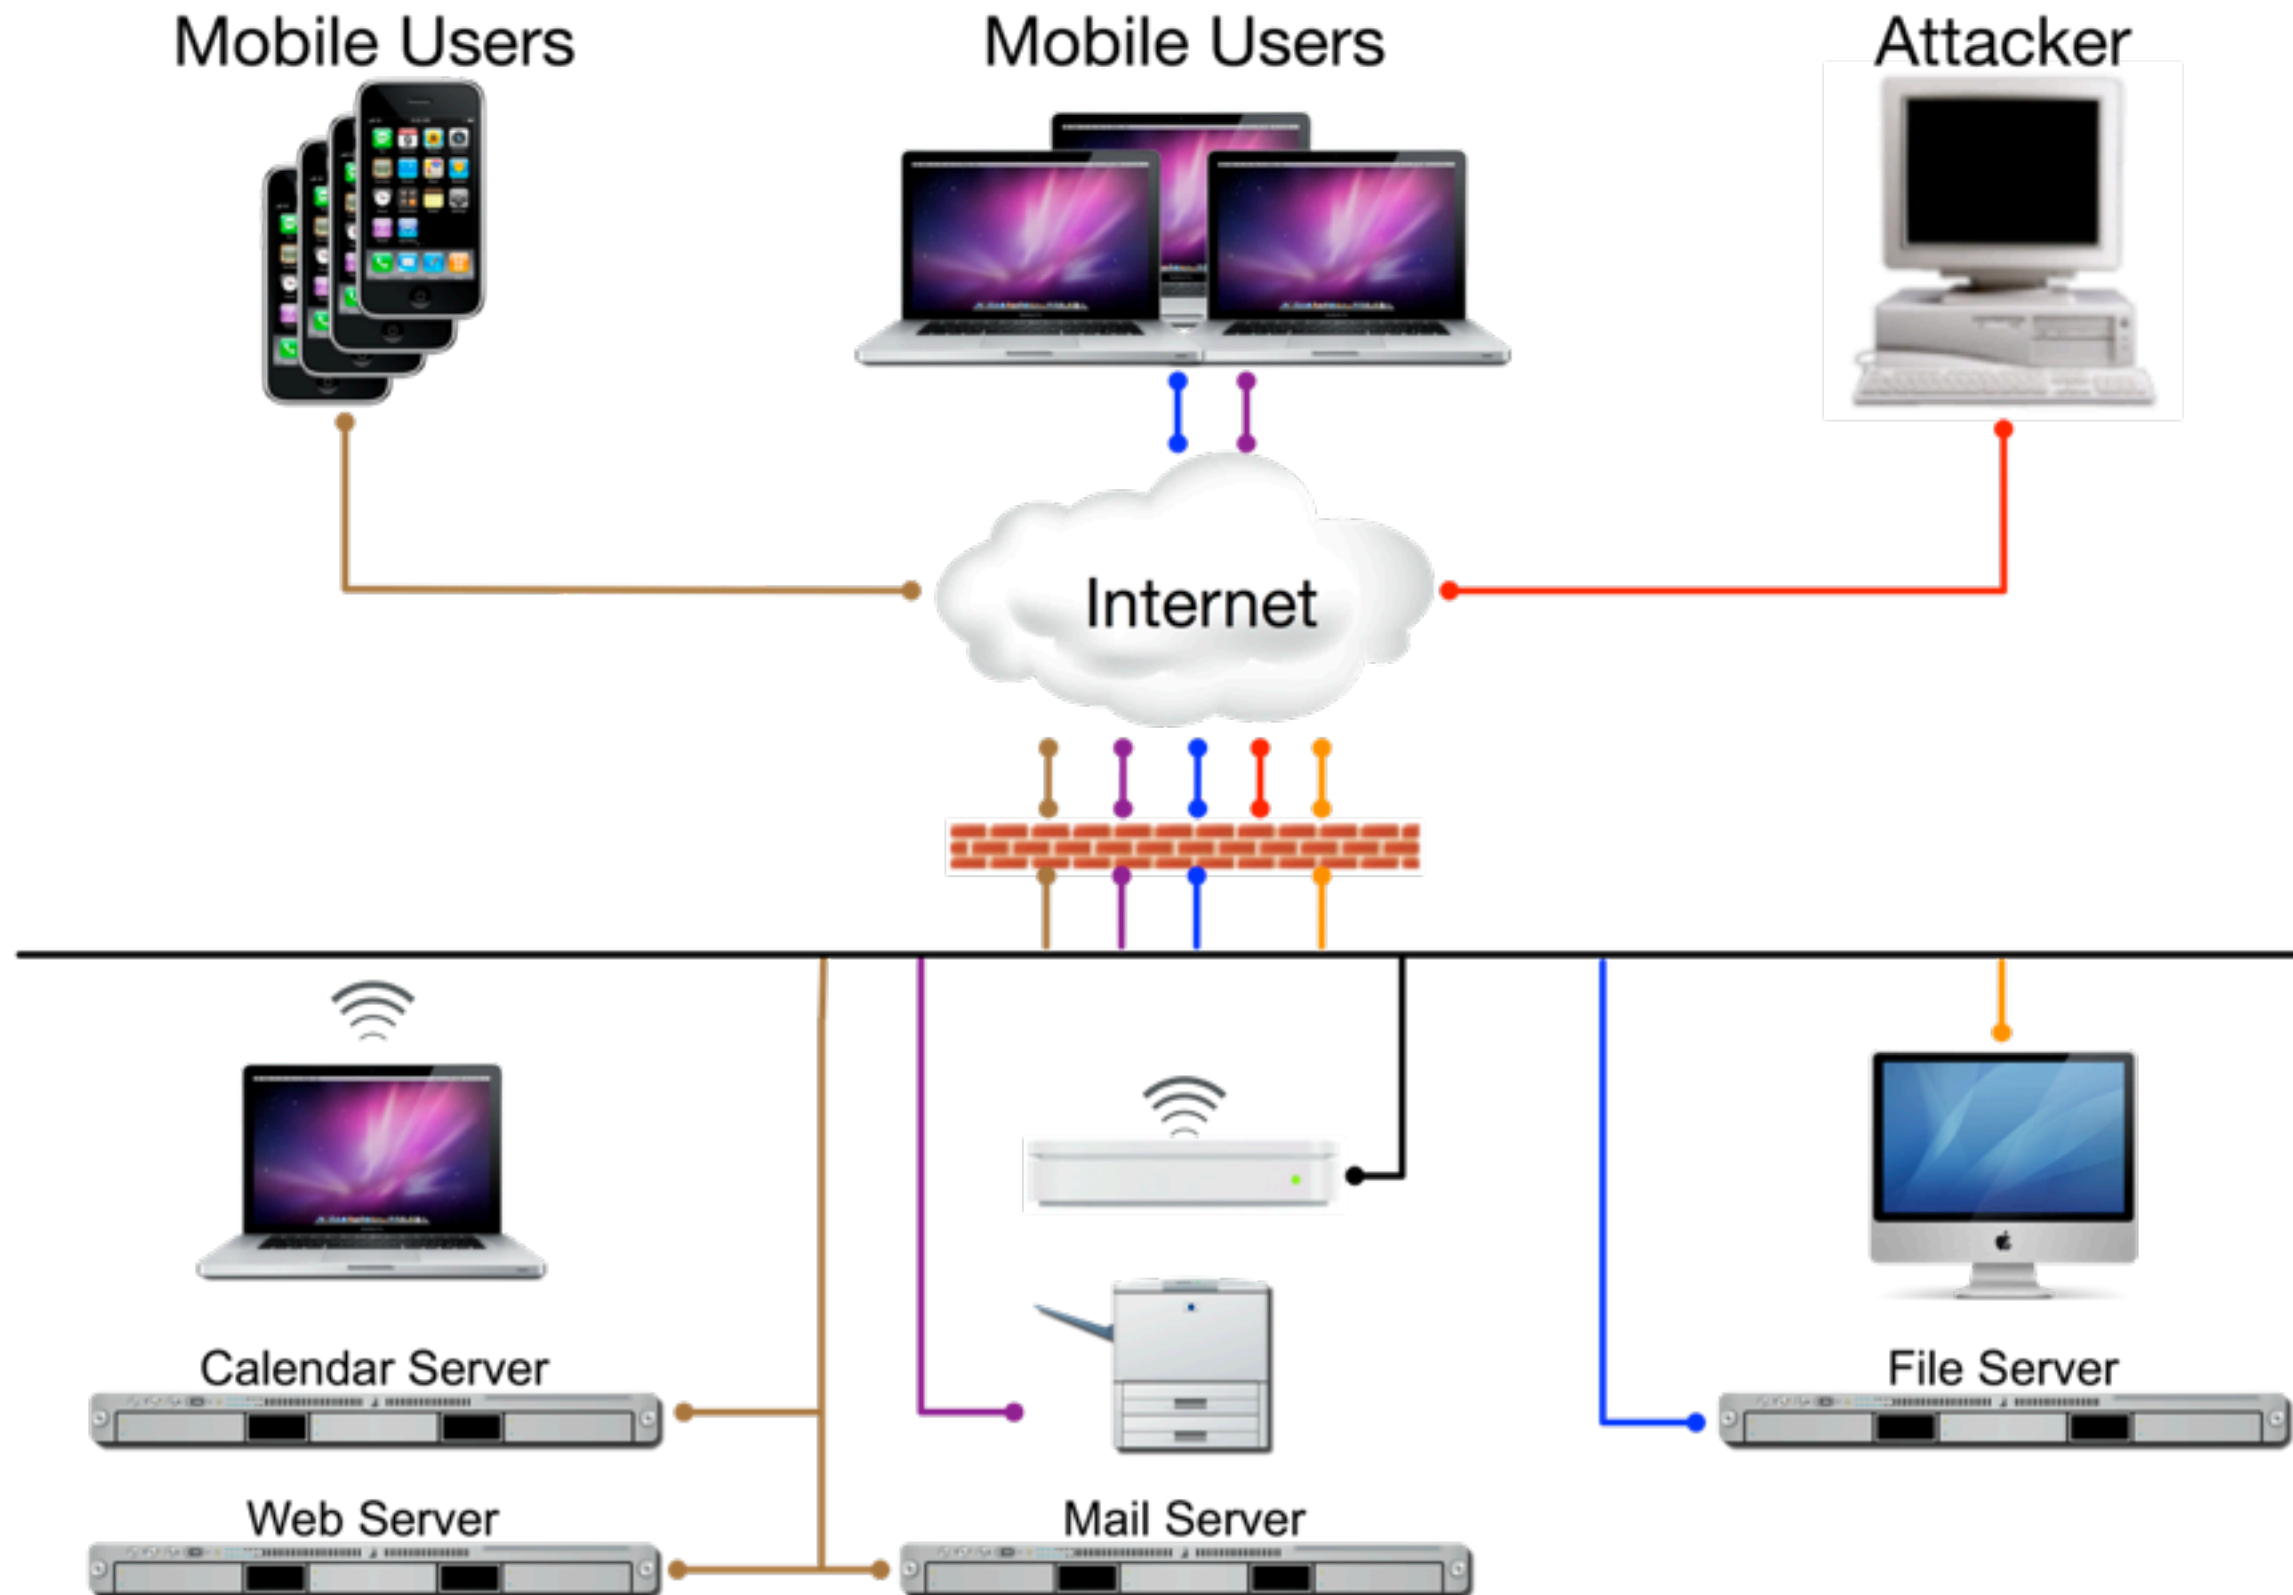 Mobile Users
Mobile Users
Attacker
Internet
Calendar Server
File Server
Web Server
Mail Server